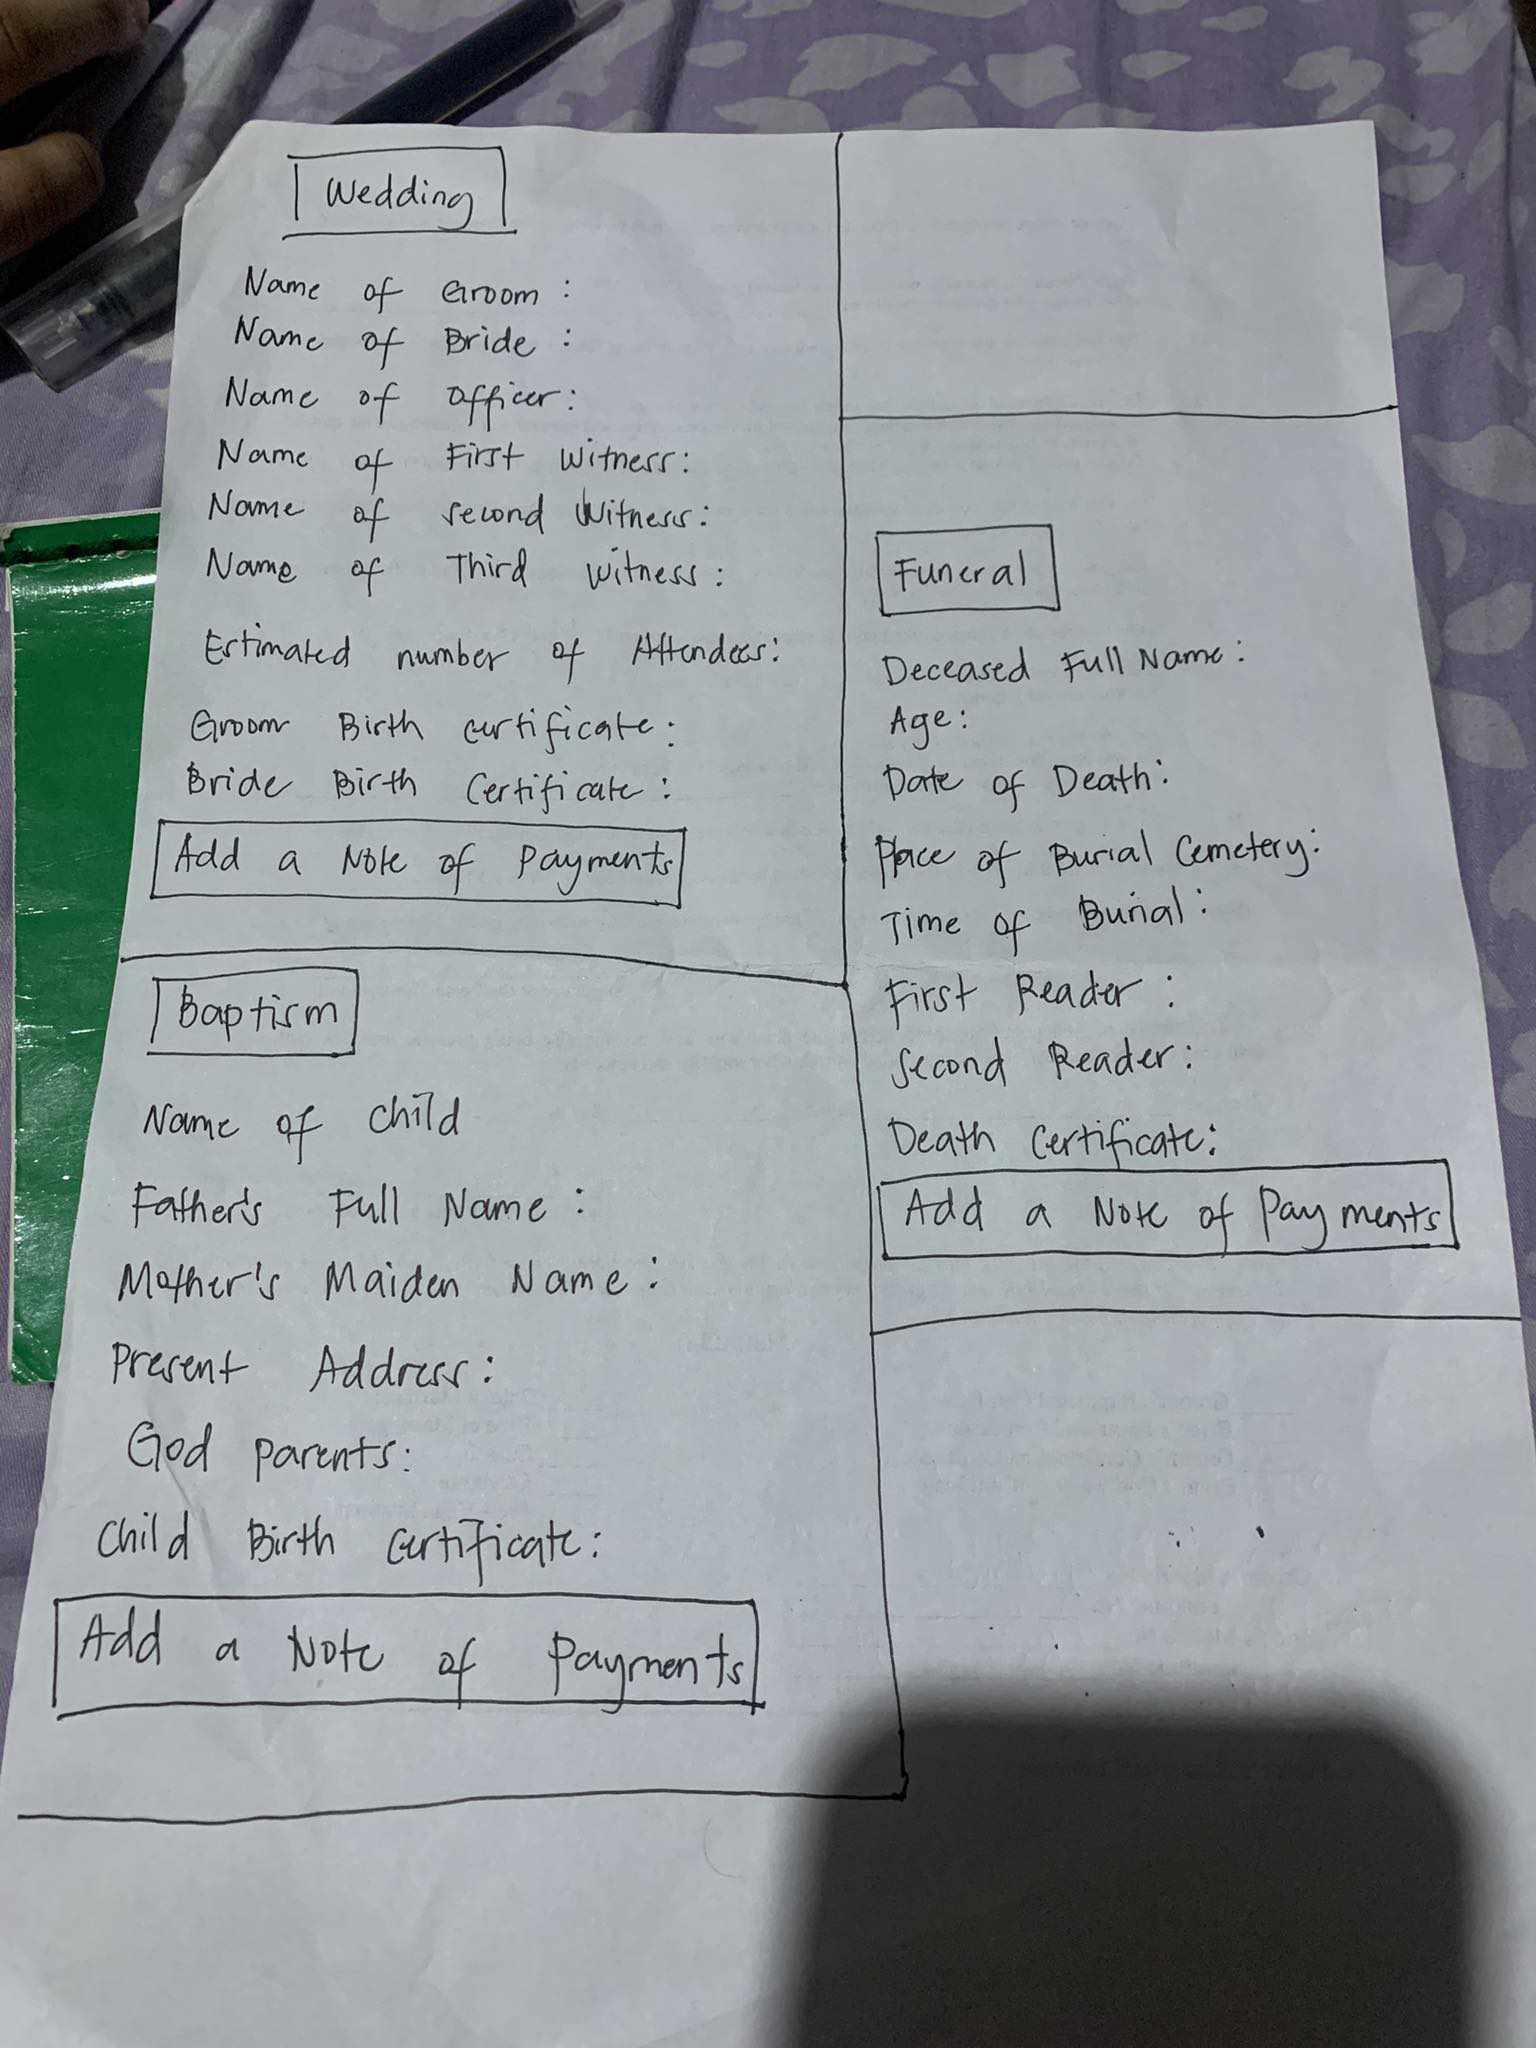 Wedding
Name of Groom :
Name of Bride :
Name of Officer:
Name of First Witness:
Name of Second Witness:
Name of Third Witness:
Estimated number of Attendees:
Groom Birth Certificate:
Bride Birth Certificate:
Add a Note of Payments
Baptism
Name of Child
Father's Full Name :
Mother's Maiden Name :
Present Address:
God Parents:
Child Birth Certificate:
Add a Note of Payments
Funeral
Deceased Full Name:
Age:
Date of Death:
Place of Burial Cemetery:
Time of Burial:
First Reader :
Second Reader:
Death Certificate:
Add a Note of Payments